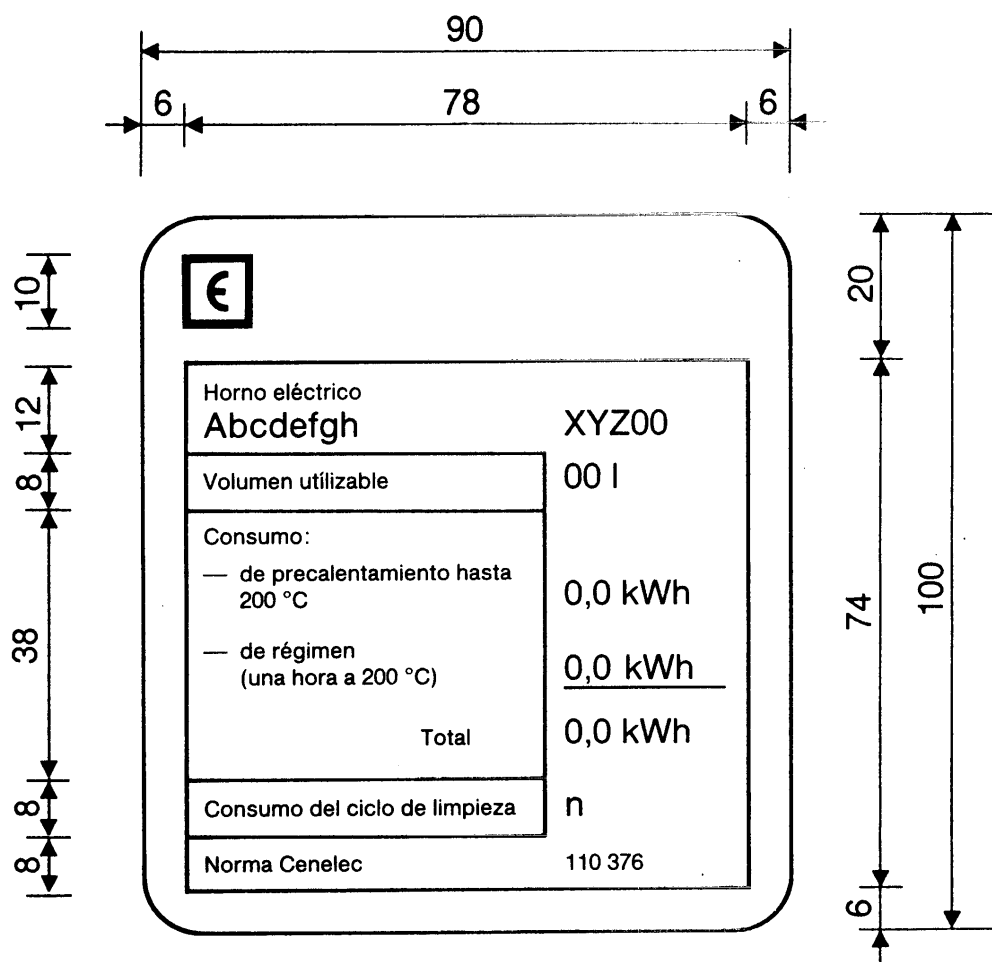 90
6 78 6
10
20
Є
12
Horno eléctrico
Abcdefgh XYZ00
8
Volumen utílizable 00 l
38
Consumo:
— de precalentamiento hasta
200 °C 0,0 kWh
74
100
— de régimen
(una hora a 200 °C) 0,0 kWh
Total 0,0 kWh
8
Consumo del ciclo de limpieza n
8
Norma Cenelec 110 376
6